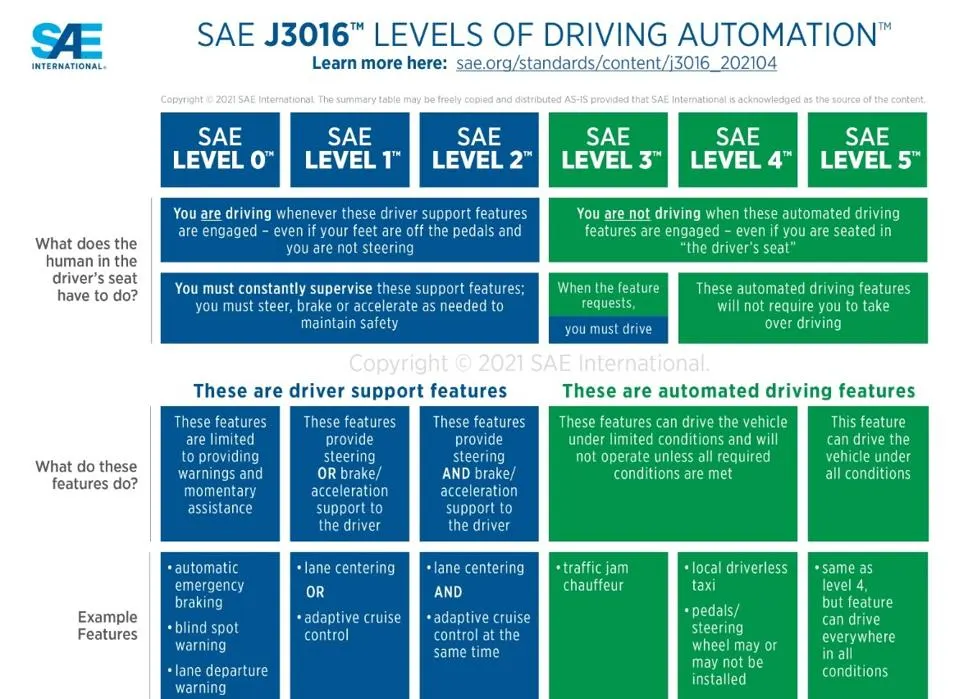 SAE
INTERNATIONAL®
SAE J3016™ LEVELS OF DRIVING AUTOMATION™
Learn more here: sae.org/standards/content/j3016_202104
Copyright © 2021 SAE International. The summary table may be freely copied and distributed AS-IS provided that SAE International is acknowledged as the source of the content.
SAE
LEVEL 0™
SAE
LEVEL 1™
SAE
LEVEL 2™
SAE
LEVEL 3™
SAE
LEVEL 4™
SAE
LEVEL 5™
What does the
human in the
driver's seat
have to do?
You are driving whenever these driver support features
are engaged – even if your feet are off the pedals and
you are not steering
You are not driving when these automated driving
features are engaged – even if you are seated in
“the driver's seat”
You must constantly supervise these support features;
you must steer, brake or accelerate as needed to
maintain safety
When the feature
requests,
you must drive
These automated driving features
will not require you to take
over driving
Copyright © 2021 SAE International.
These are driver support features
These are automated driving features
What do these
features do?
These features
are limited
to providing
warnings and
momentary
assistance
These features
provide
steering
OR brake/
acceleration
support to
the driver
These features
provide
steering
AND brake/
acceleration
support to
the driver
These features can drive the vehicle
under limited conditions and will
not operate unless all required
conditions are met
This feature
can drive the
vehicle under
all conditions
Example
Features
• automatic
emergency
braking
• blind spot
warning
• lane departure
warning
• lane centering
OR
• adaptive cruise
control
• lane centering
AND
• adaptive cruise
control at the
same time
• traffic jam
chauffeur
• local driverless
taxi
• pedals/
steering
wheel may or
may not be
installed
• same as
level 4,
but feature
can drive
everywhere
in all
conditions